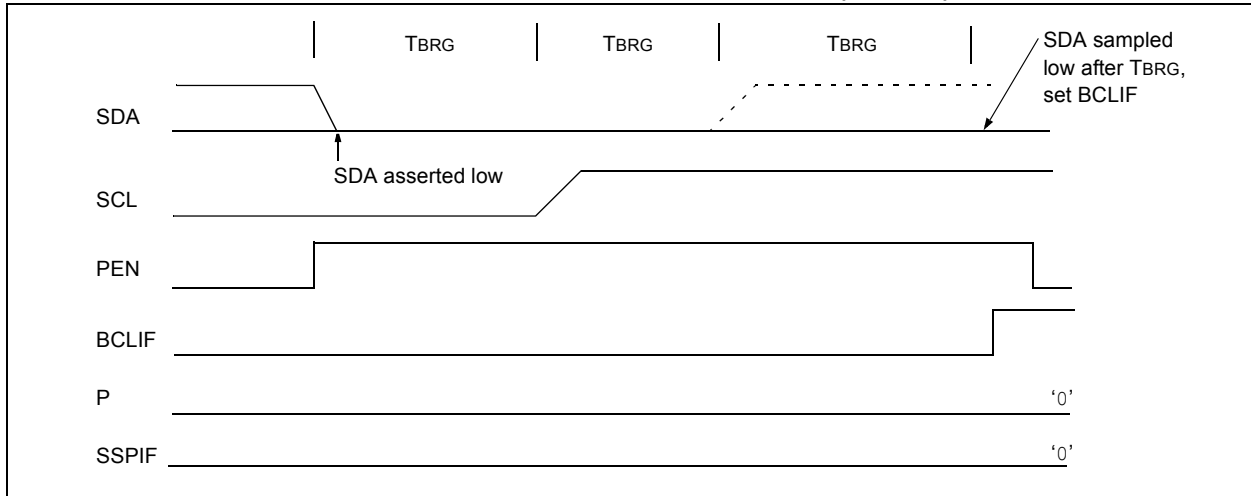 TBRG
TBRG
TBRG
SDA sampled
low after TBRG,
set BCLIF
SDA
SDA asserted low
SCL
PEN
BCLIF
P
‘0’
SSPIF
‘0’